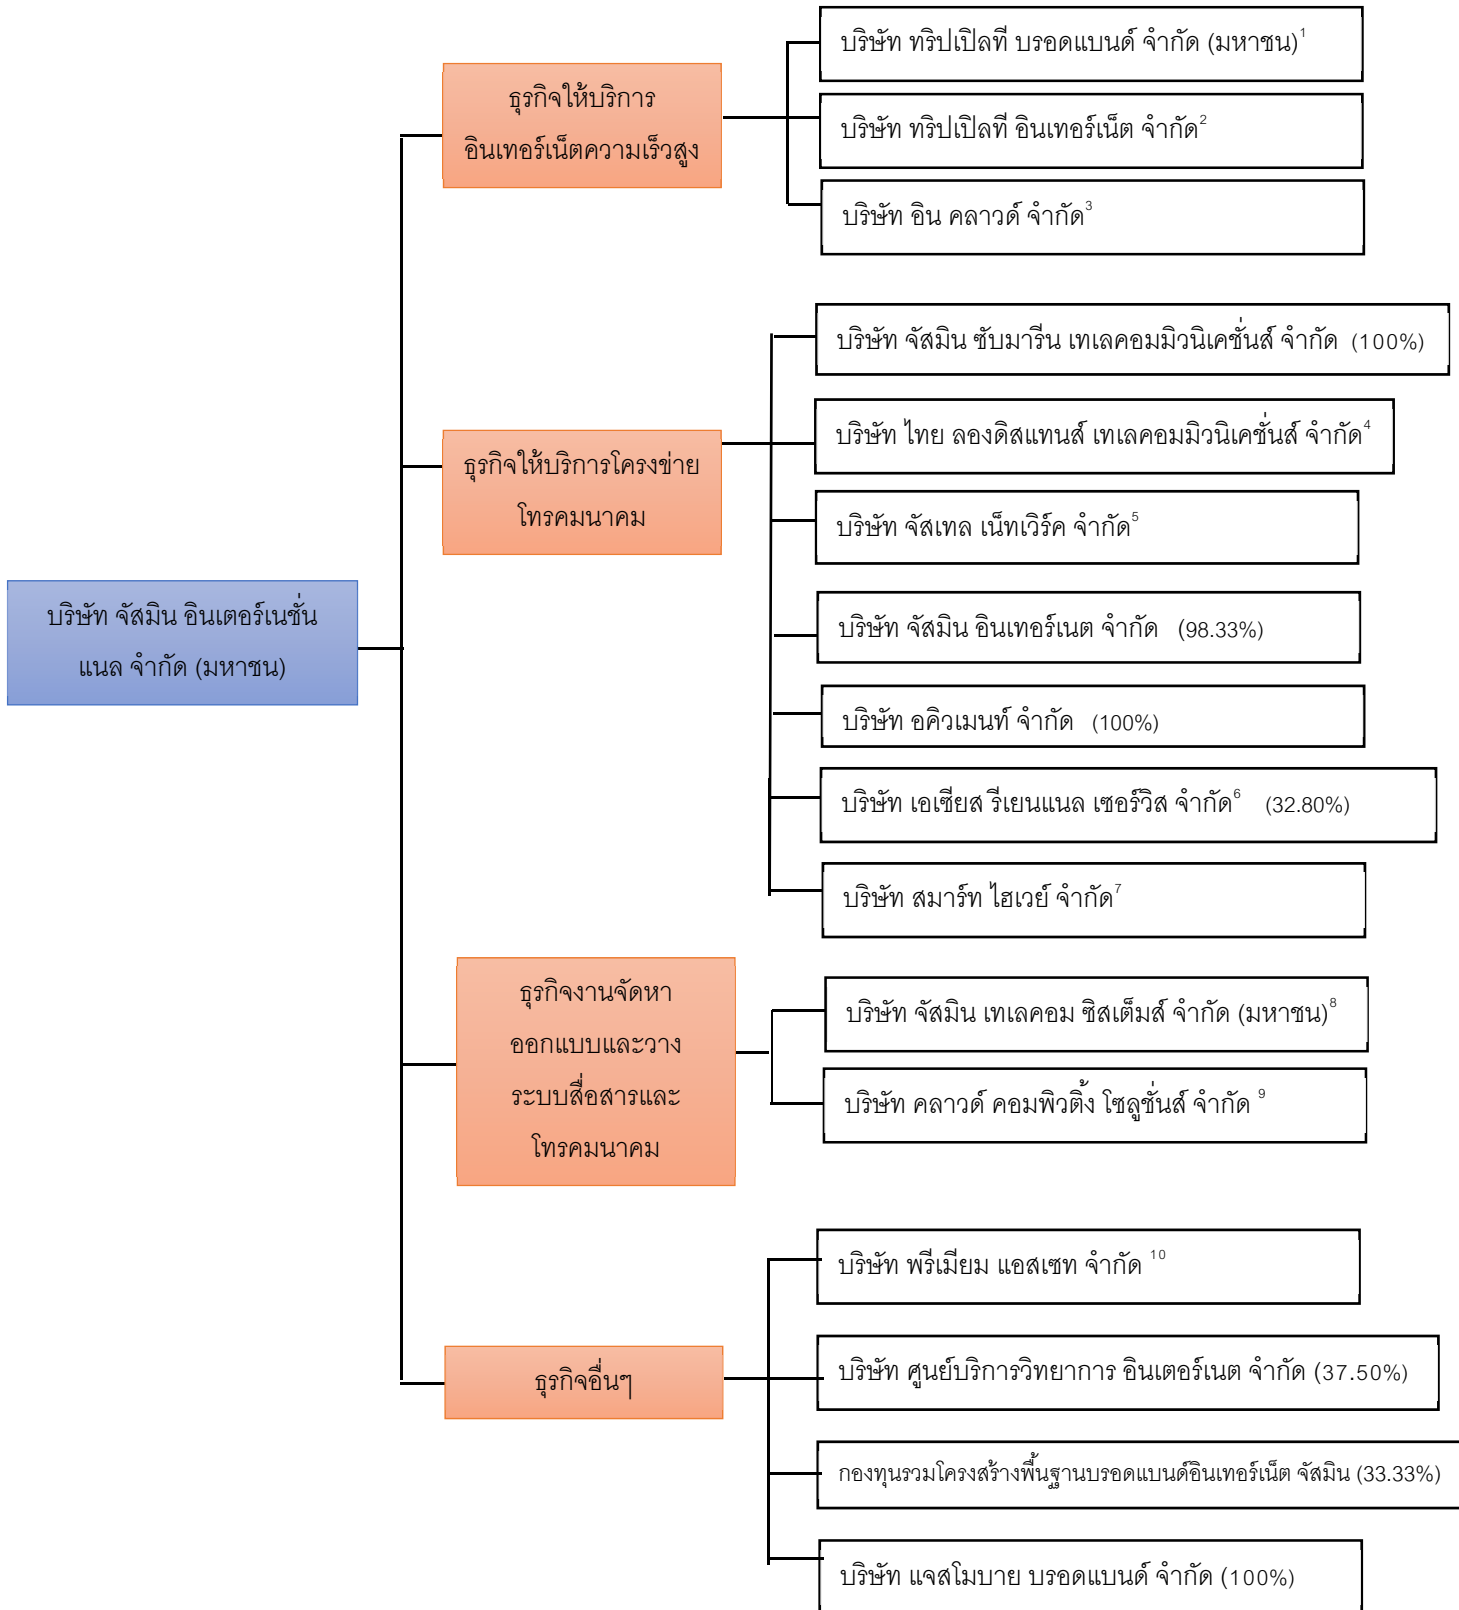 บริษัท ทริปเปิลที บรอดแบนด์ จำกัด (มหาชน)¹
ธุรกิจให้บริการ
อินเทอร์เน็ตความเร็วสูง
บริษัท ทริปเปิลที อินเทอร์เน็ต จำกัด²
บริษัท อิน คลาวด์ จำกัด³
บริษัท จัสมิน ซับมารีน เทเลคอมมิวนิเคชั่นส์ จำกัด (100%)
บริษัท ไทย ลองดิสแทนส์ เทเลคอมมิวนิเคชั่นส์ จำกัด⁴
ธุรกิจให้บริการโครงข่าย
โทรคมนาคม
บริษัท จัสเทล เน็ทเวิร์ค จำกัด⁵
บริษัท จัสมิน อินเตอร์เนชั่น
แนล จำกัด (มหาชน)
บริษัท จัสมิน อินเทอร์เนต จำกัด (98.33%)
บริษัท อคิวเมนท์ จำกัด (100%)
บริษัท เอเซียส รีเยนแนล เซอร์วิส จำกัด⁶ (32.80%)
บริษัท สมาร์ท ไฮเวย์ จำกัด⁷
ธุรกิจงานจัดหา
ออกแบบและวาง
ระบบสื่อสารและ
โทรคมนาคม
บริษัท จัสมิน เทเลคอม ซิสเต็มส์ จำกัด (มหาชน)⁸
บริษัท คลาวด์ คอมพิวติ้ง โซลูชั่นส์ จำกัด ⁹
บริษัท พรีเมียม แอสเซท จำกัด ¹⁰
ธุรกิจอื่นๆ
บริษัท ศูนย์บริการวิทยาการ อินเตอร์เนต จำกัด (37.50%)
กองทุนรวมโครงสร้างพื้นฐานบรอดแบนด์อินเทอร์เน็ต จัสมิน (33.33%)
บริษัท แจสโมบาย บรอดแบนด์ จำกัด (100%)